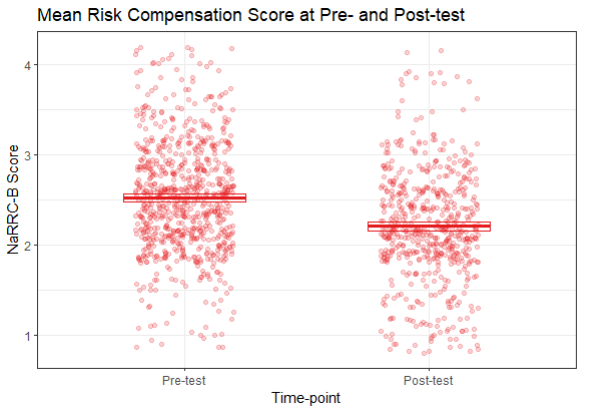 Mean Risk Compensation Score at Pre- and Post-test
NaRRC-B Score
4
3
2
1
Pre-test
Post-test
Time-point